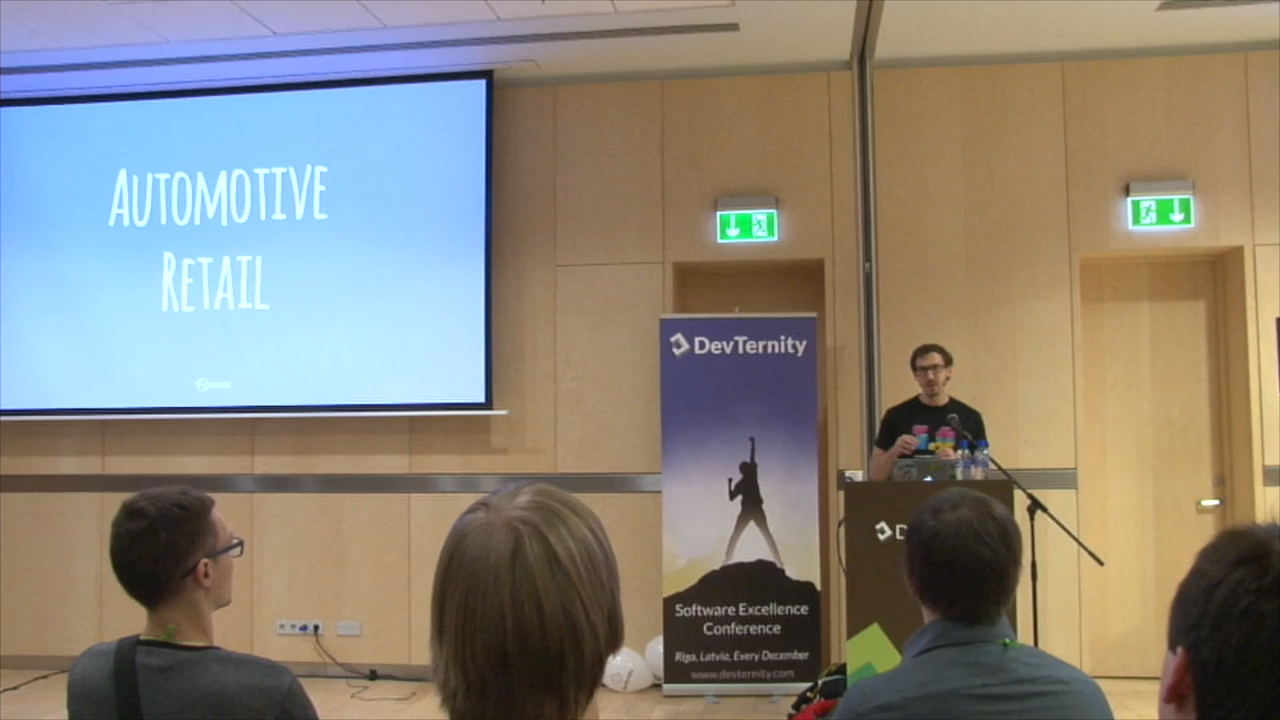 AUTOMOTIVE
RETAIL
DevTernity
Software Excellence
Conference
Riga, Latvia, Every December
www.devternity.com
D